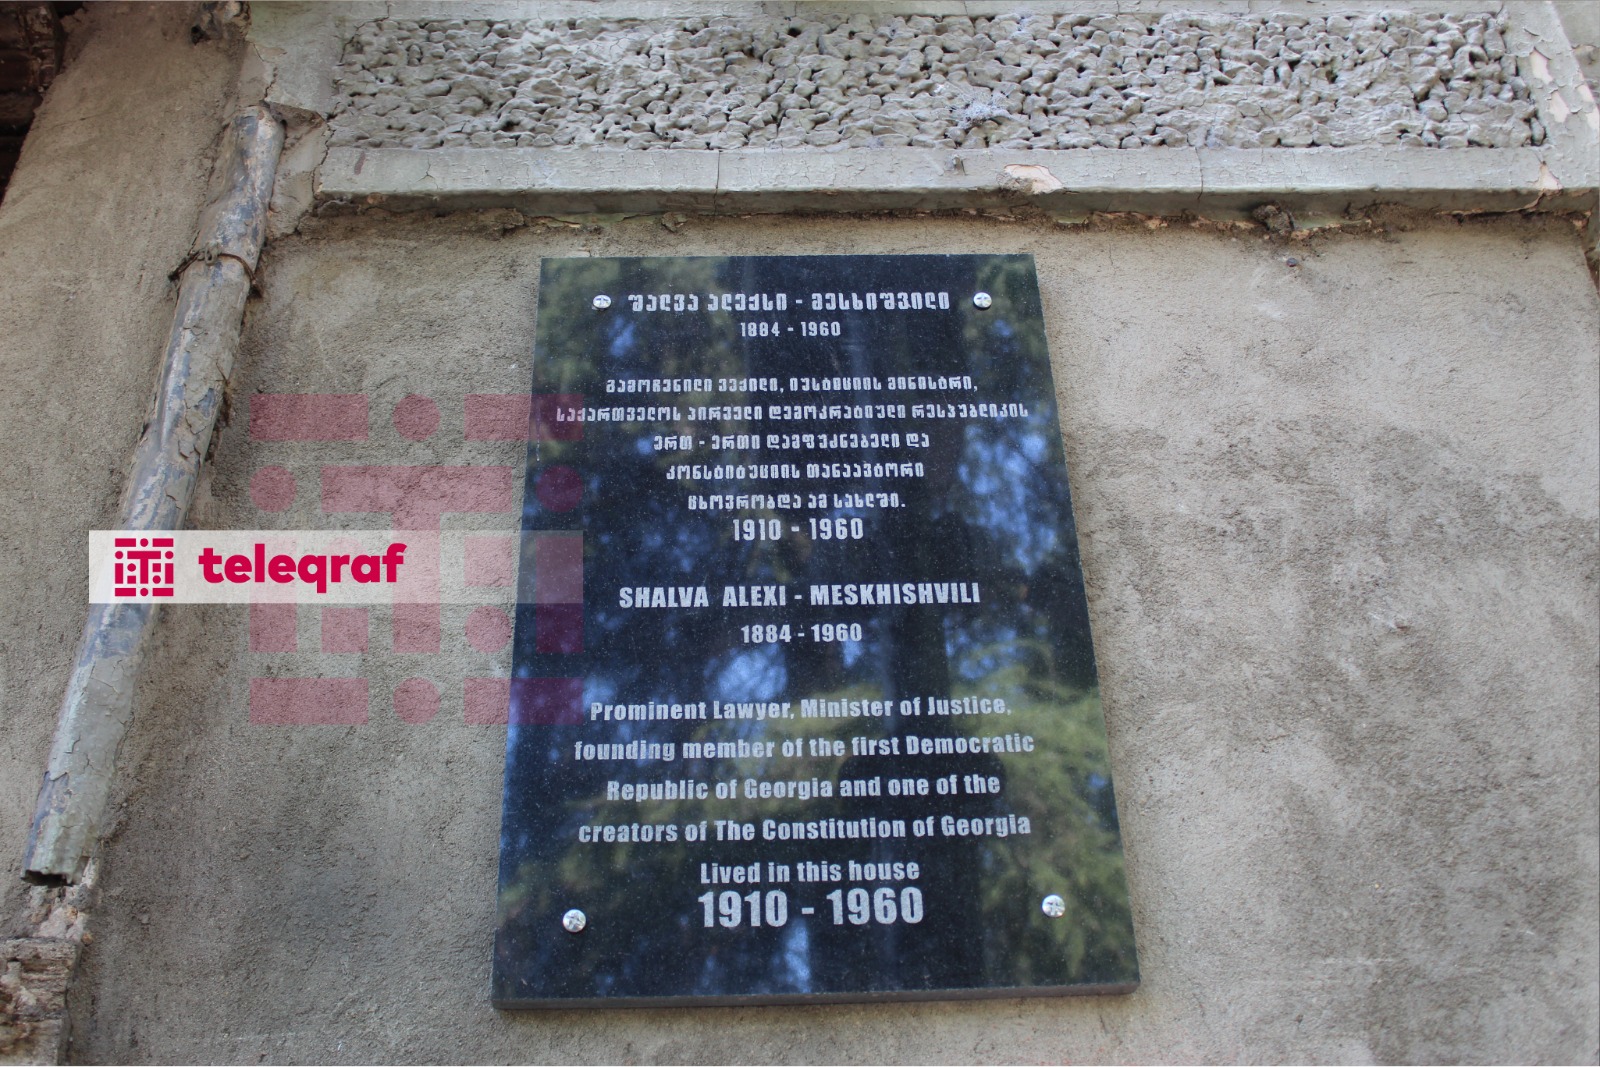 შალვა ალექსი - მესხიშვილი
1884 - 1960
გამოჩენილი ვექილი, იუსტიციის მინისტრი,
საქართველოს პირველი დემოკრატიული რესპუბლიკის
ერთ - ერთი დამფუძნებელი და
კონსტიტუციის თანაავტორი
ცხოვრობდა ამ სახლში.
1910 - 1960
SHALVA ALEXI - MESKHISHVILI
1884 - 1960
Prominent Lawyer, Minister of Justice,
founding member of the first Democratic
Republic of Georgia and one of the
creators of The Constitution of Georgia
Lived in this house
1910 - 1960
teleqraf